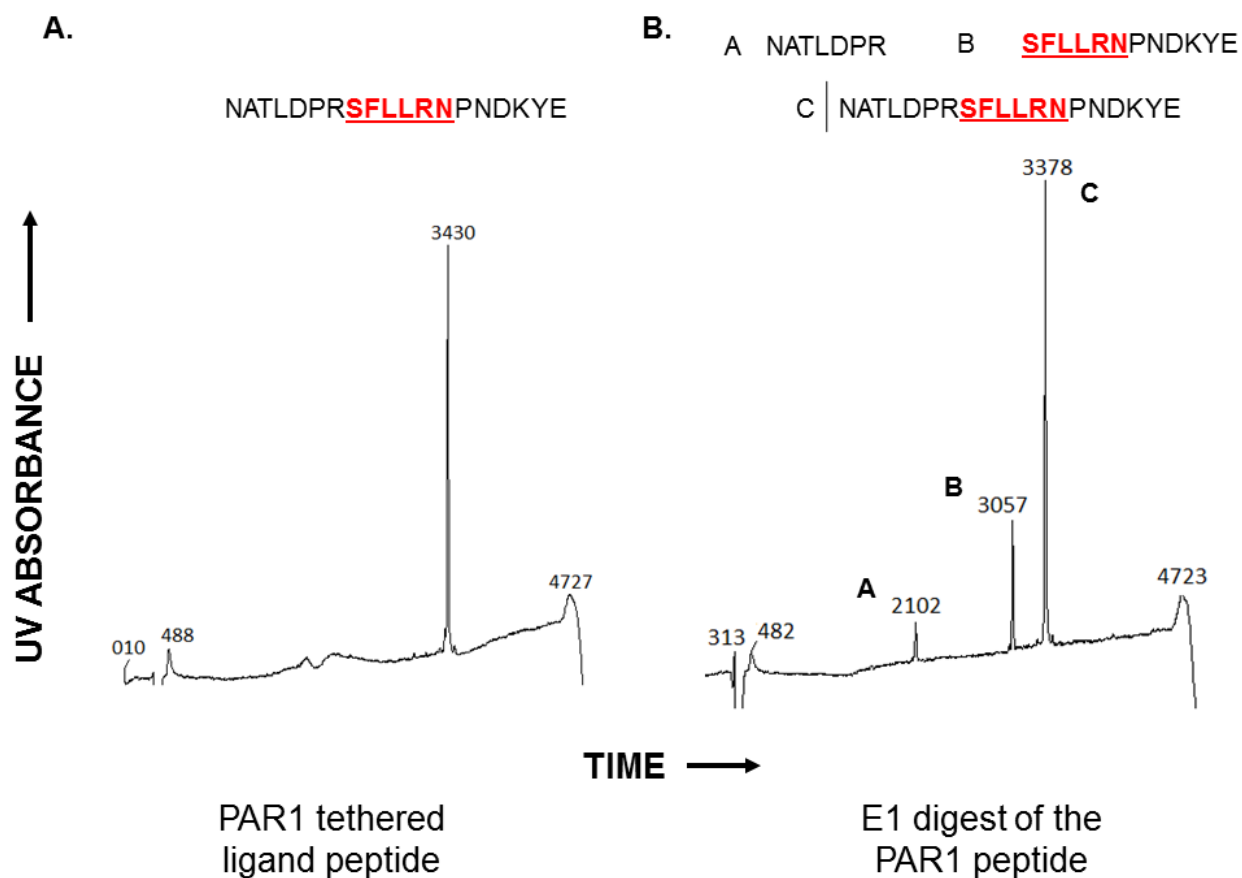 A.
NATLDPRSFLLRNPNDKYE
UV ABSORBANCE
010
488
3430
4727
PAR1 tethered
ligand peptide
B.
A NATLDPR B SFLLRNPNDKYE
C NATLDPRSFLLRNPNDKYE
3378
C
B
3057
A
2102
313
482
4723
TIME
E1 digest of the
PAR1 peptide